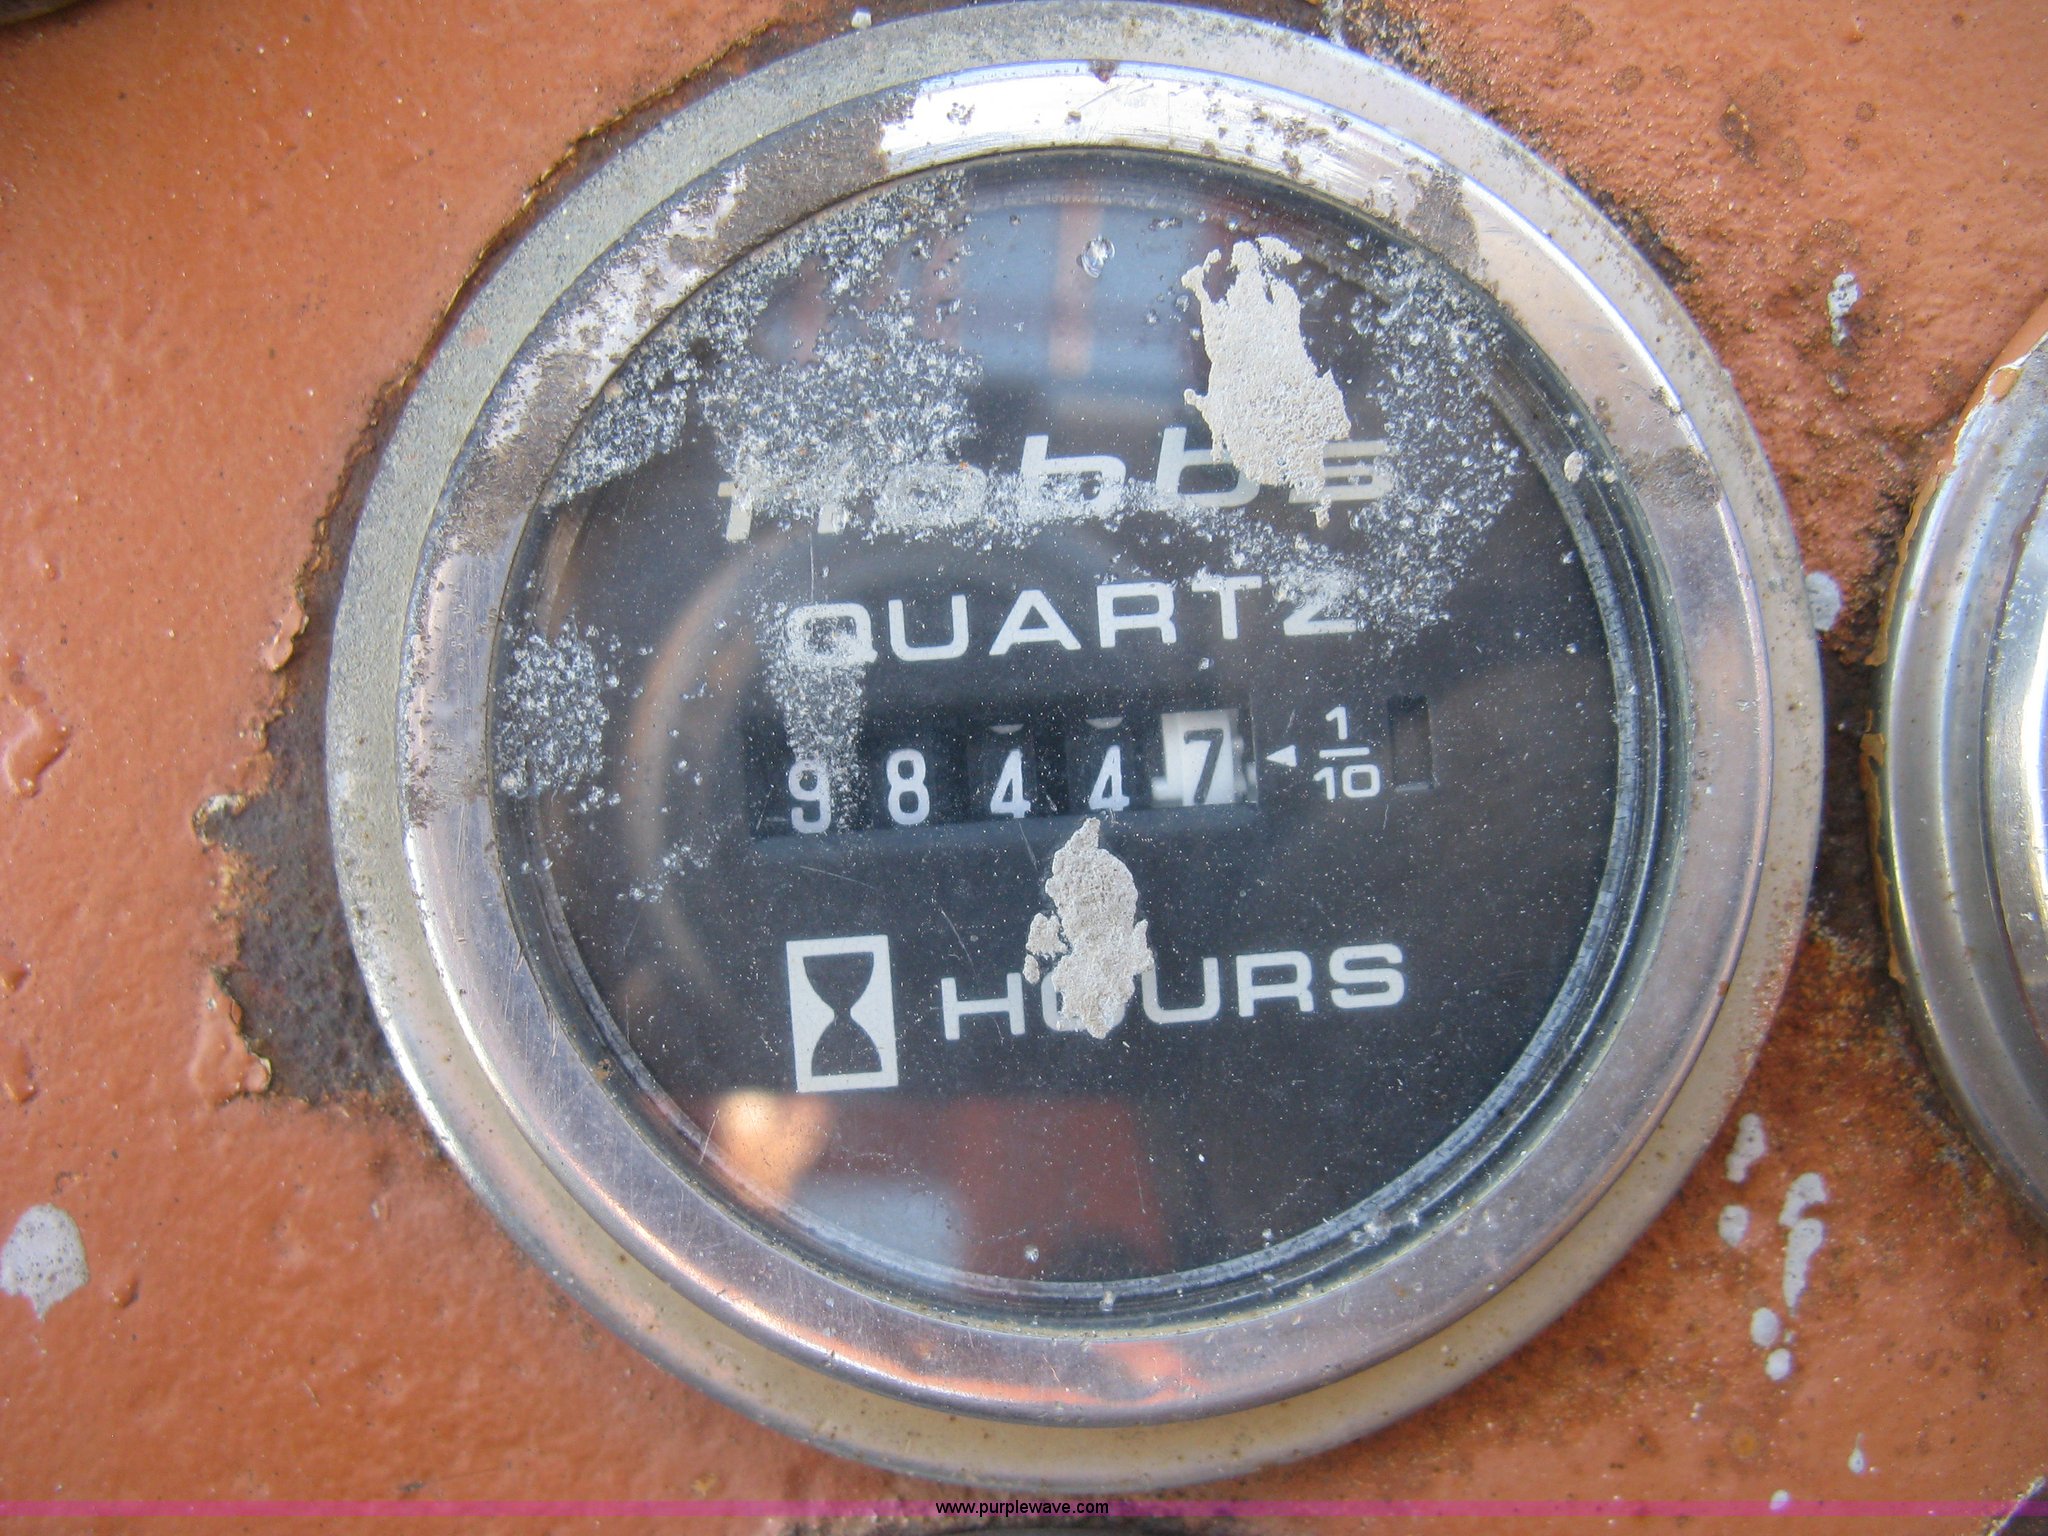 Hobbs
QUARTZ
98447 ◄ 1/10
HOURS
www.purplewave.com